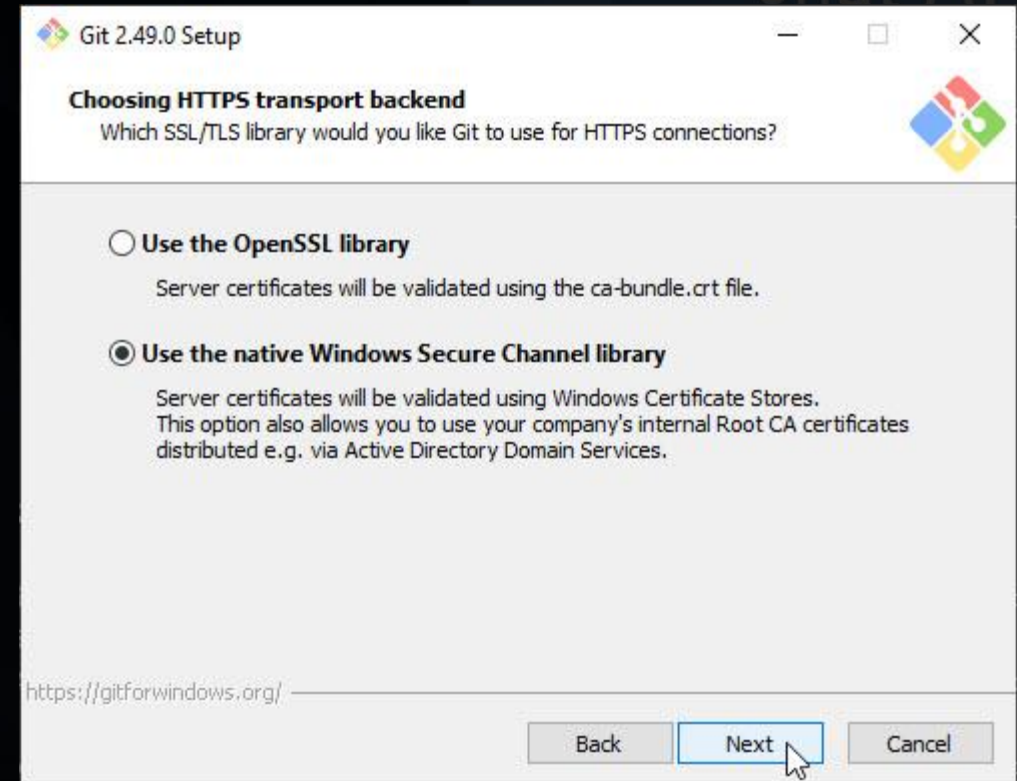 Git 2.49.0 Setup
Choosing HTTPS transport backend
Which SSL/TLS library would you like Git to use for HTTPS connections?
Use the OpenSSL library
Server certificates will be validated using the ca-bundle.crt file.
Use the native Windows Secure Channel library
Server certificates will be validated using Windows Certificate Stores.
This option also allows you to use your company's internal Root CA certificates
distributed e.g. via Active Directory Domain Services.
https://gitforwindows.org/
Back
Next
Cancel